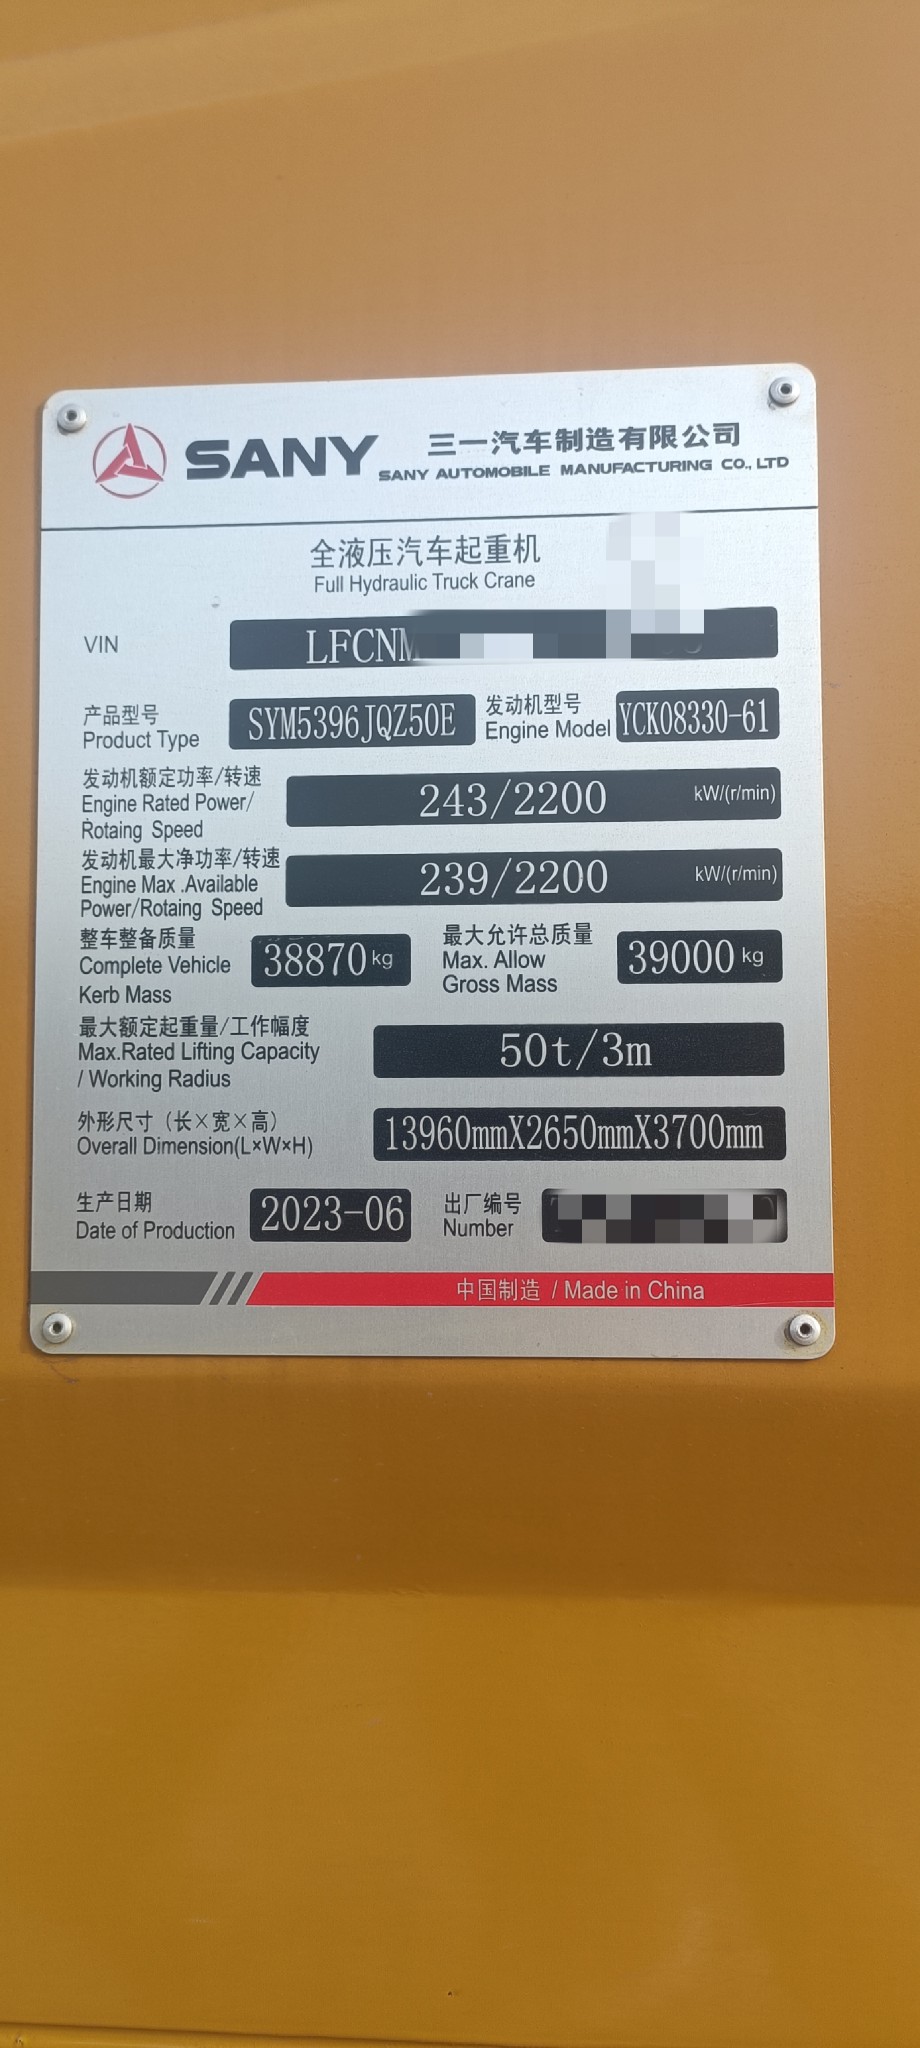 SANY 三一汽车制造有限公司
SANY AUTOMOBILE MANUFACTURING CO., LTD
全液压汽车起重机
Full Hydraulic Truck Crane
VIN LFCNM
产品型号 SYM5396JQZ50E 发动机型号 YCK08330-61
Product Type Engine Model
发动机额定功率/转速
Engine Rated Power/ 243/2200 kW/(r/min)
Rotaing Speed
发动机最大净功率/转速
Engine Max .Available 239/2200 kW/(r/min)
Power/Rotaing Speed
整车整备质量 最大允许总质量
Complete Vehicle 38870 kg Max. Allow 39000 kg
Kerb Mass Gross Mass
最大额定起重量/工作幅度
Max.Rated Lifting Capacity 50t/3m
/ Working Radius
外形尺寸（长×宽×高）
Overall Dimension(L×W×H) 13960mmX2650mmX3700mm
生产日期 2023-06 出厂编号
Date of Production Number
中国制造 / Made in China